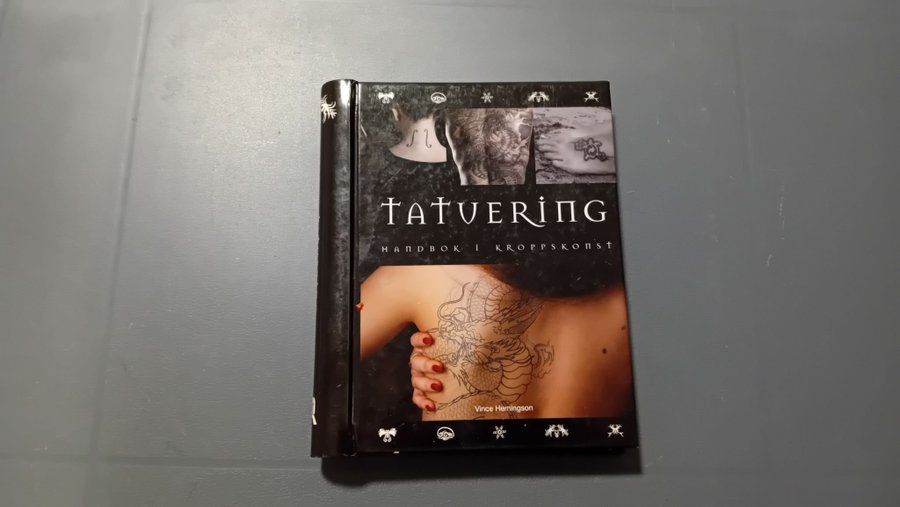 TATUERING
HANDBOK I KROPPSKONST
Vince Hemingson